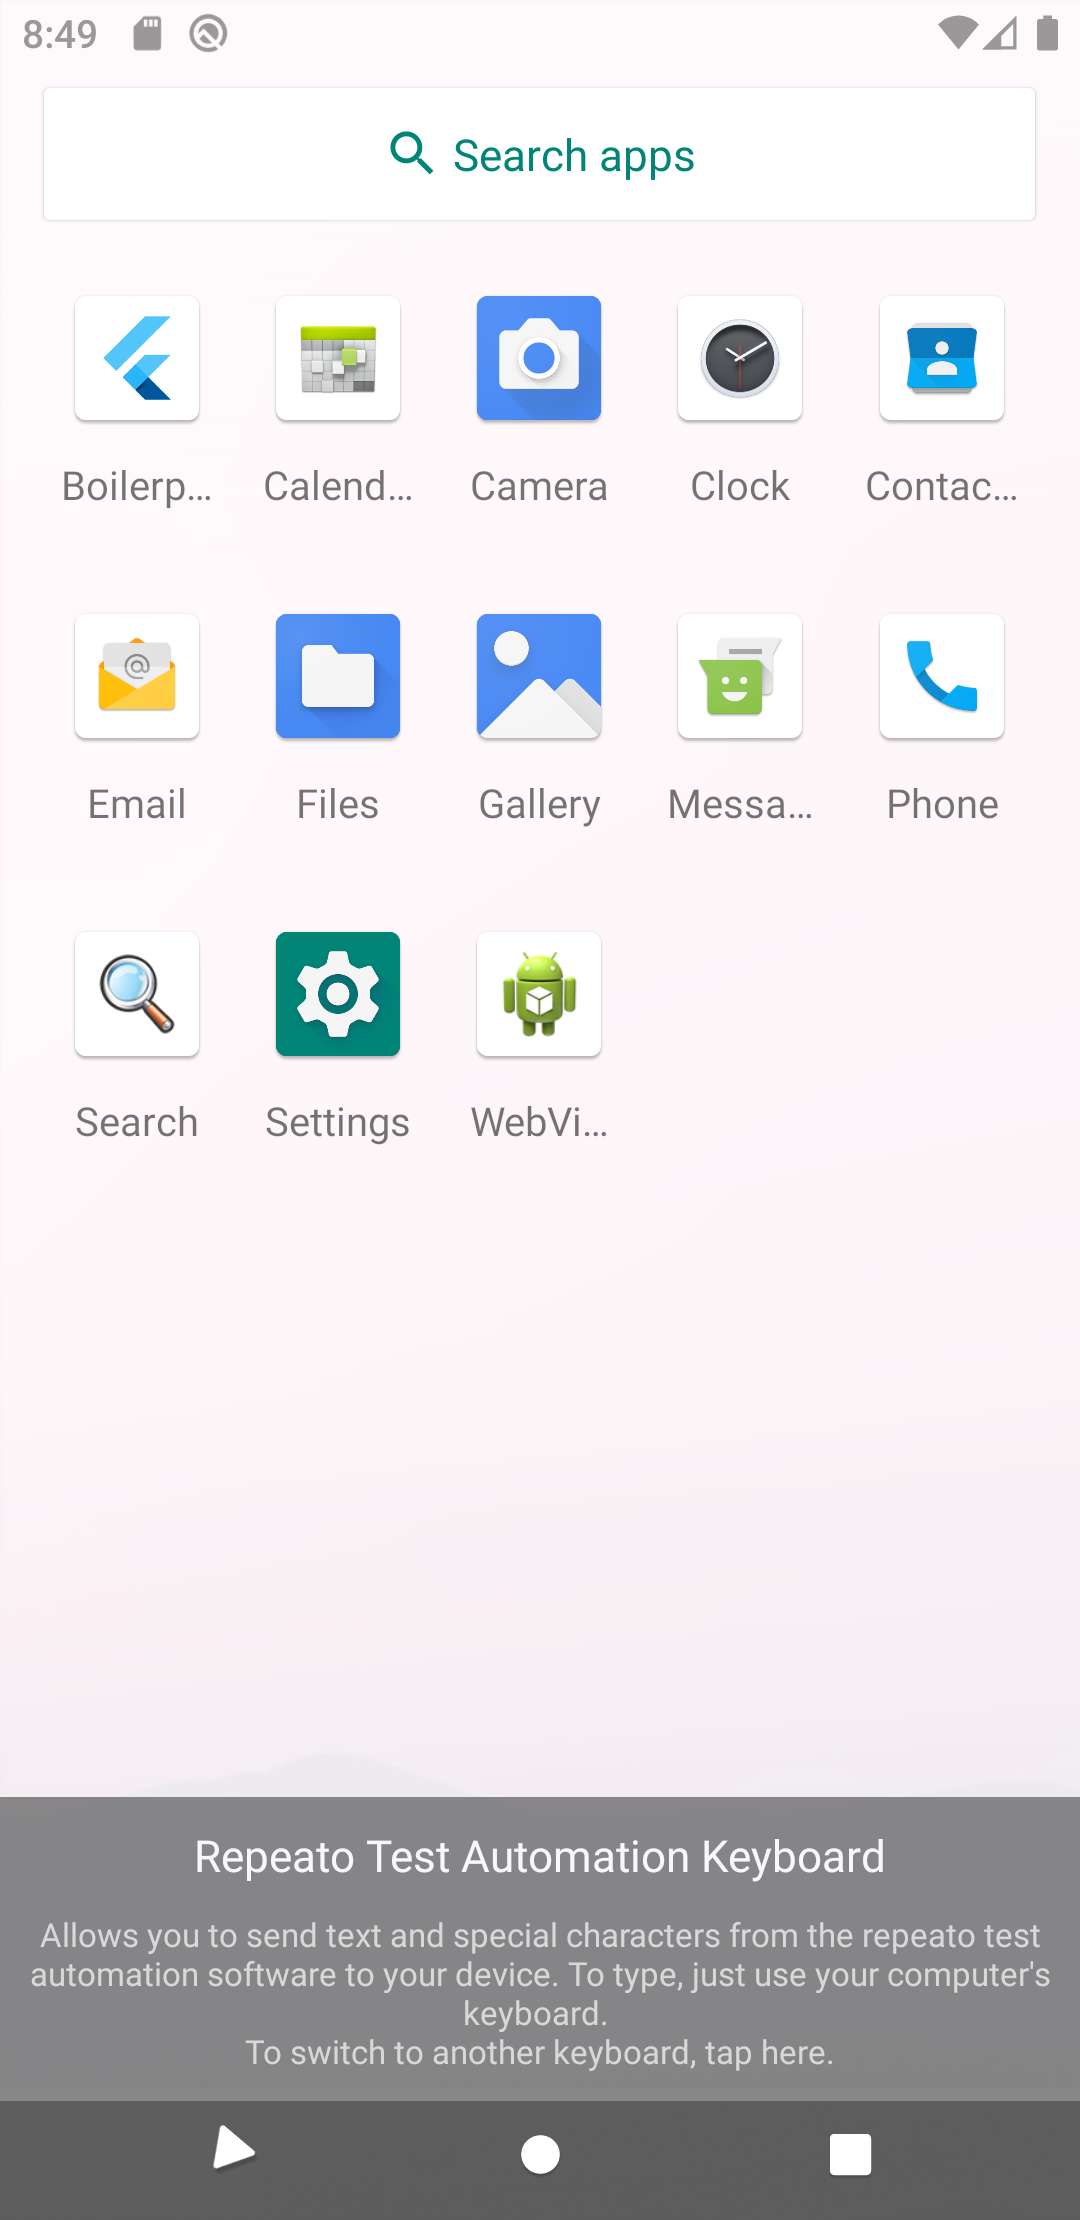 8:49
Search apps
Boilerp… Calend… Camera Clock Contac…
Email Files Gallery Messa… Phone
Search Settings WebVi…
Repeato Test Automation Keyboard
Allows you to send text and special characters from the repeato test
automation software to your device. To type, just use your computer's
keyboard.
To switch to another keyboard, tap here.